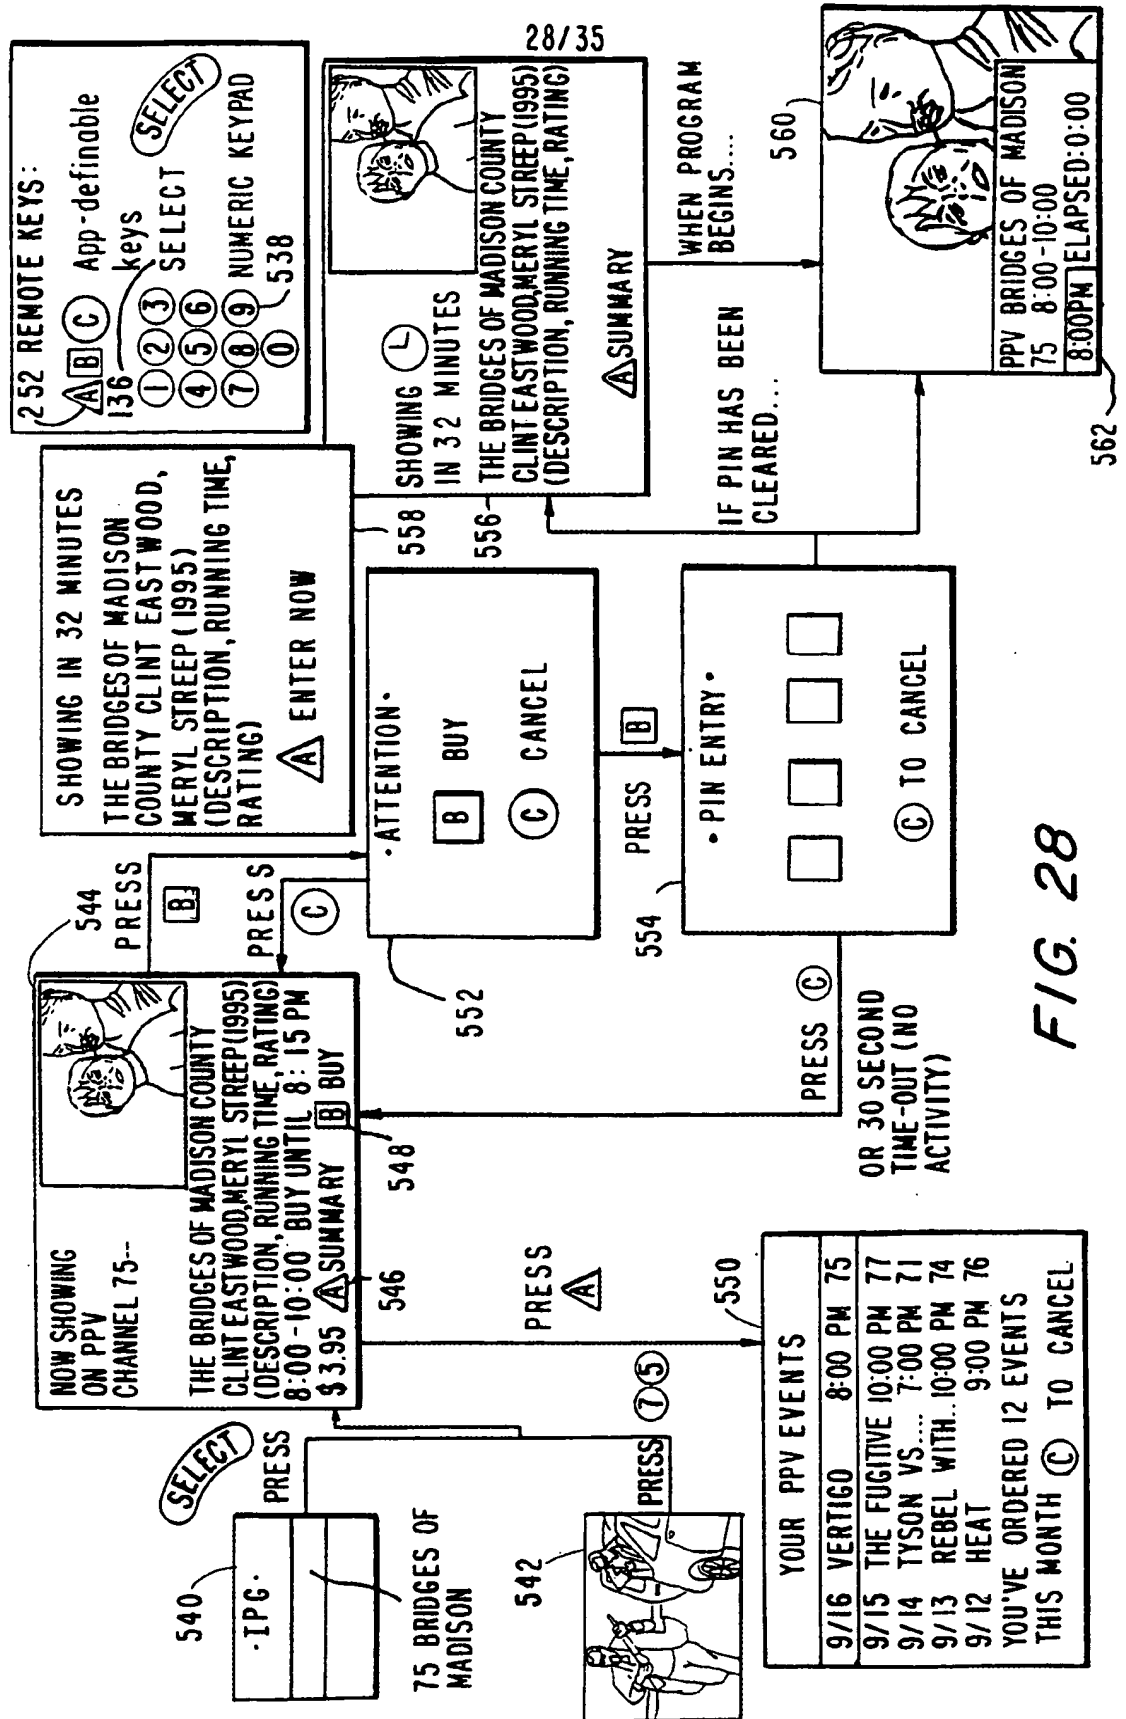 28/35
252 REMOTE KEYS:
A B C App-definable
keys
136
SELECT
SELECT
1 2 3
4 5 6
7 8 9 NUMERIC KEYPAD
0
538
540
·IPG·
75 BRIDGES OF
MADISON
SELECT
PRESS
542
PRESS 7 5
544
NOW SHOWING
ON PPV
CHANNEL 75--
THE BRIDGES OF MADISON COUNTY
CLINT EASTWOOD,MERYL STREEP(1995)
(DESCRIPTION, RUNNING TIME, RATING)
8:00-10:00 BUY UNTIL 8:15 PM
$3.95 A SUMMARY B BUY
546
548
PRESS
B
PRESS
C
SHOWING IN 32 MINUTES
THE BRIDGES OF MADISON
COUNTY CLINT EASTWOOD,
MERYL STREEP(1995)
(DESCRIPTION, RUNNING TIME,
RATING)
A ENTER NOW
558
556
SHOWING
IN 32 MINUTES
THE BRIDGES OF MADISON COUNTY
CLINT EASTWOOD,MERYL STREEP(1995)
(DESCRIPTION, RUNNING TIME, RATING)
A SUMMARY
552
·ATTENTION·
B BUY
C CANCEL
PRESS B
554
·PIN ENTRY·
C TO CANCEL
PRESS C
OR 30 SECOND
TIME-OUT (NO
ACTIVITY)
IF PIN HAS BEEN
CLEARED...
WHEN PROGRAM
BEGINS....
560
PPV BRIDGES OF MADISON
75 8:00-10:00
8:00PM ELAPSED:0:00
562
PRESS
A
550
YOUR PPV EVENTS
9/16 VERTIGO 8:00 PM 75
9/15 THE FUGITIVE 10:00 PM 77
9/14 TYSON VS.... 7:00 PM 71
9/13 REBEL WITH..10:00 PM 74
9/12 HEAT 9:00 PM 76
YOU'VE ORDERED 12 EVENTS
THIS MONTH C TO CANCEL
FIG. 28